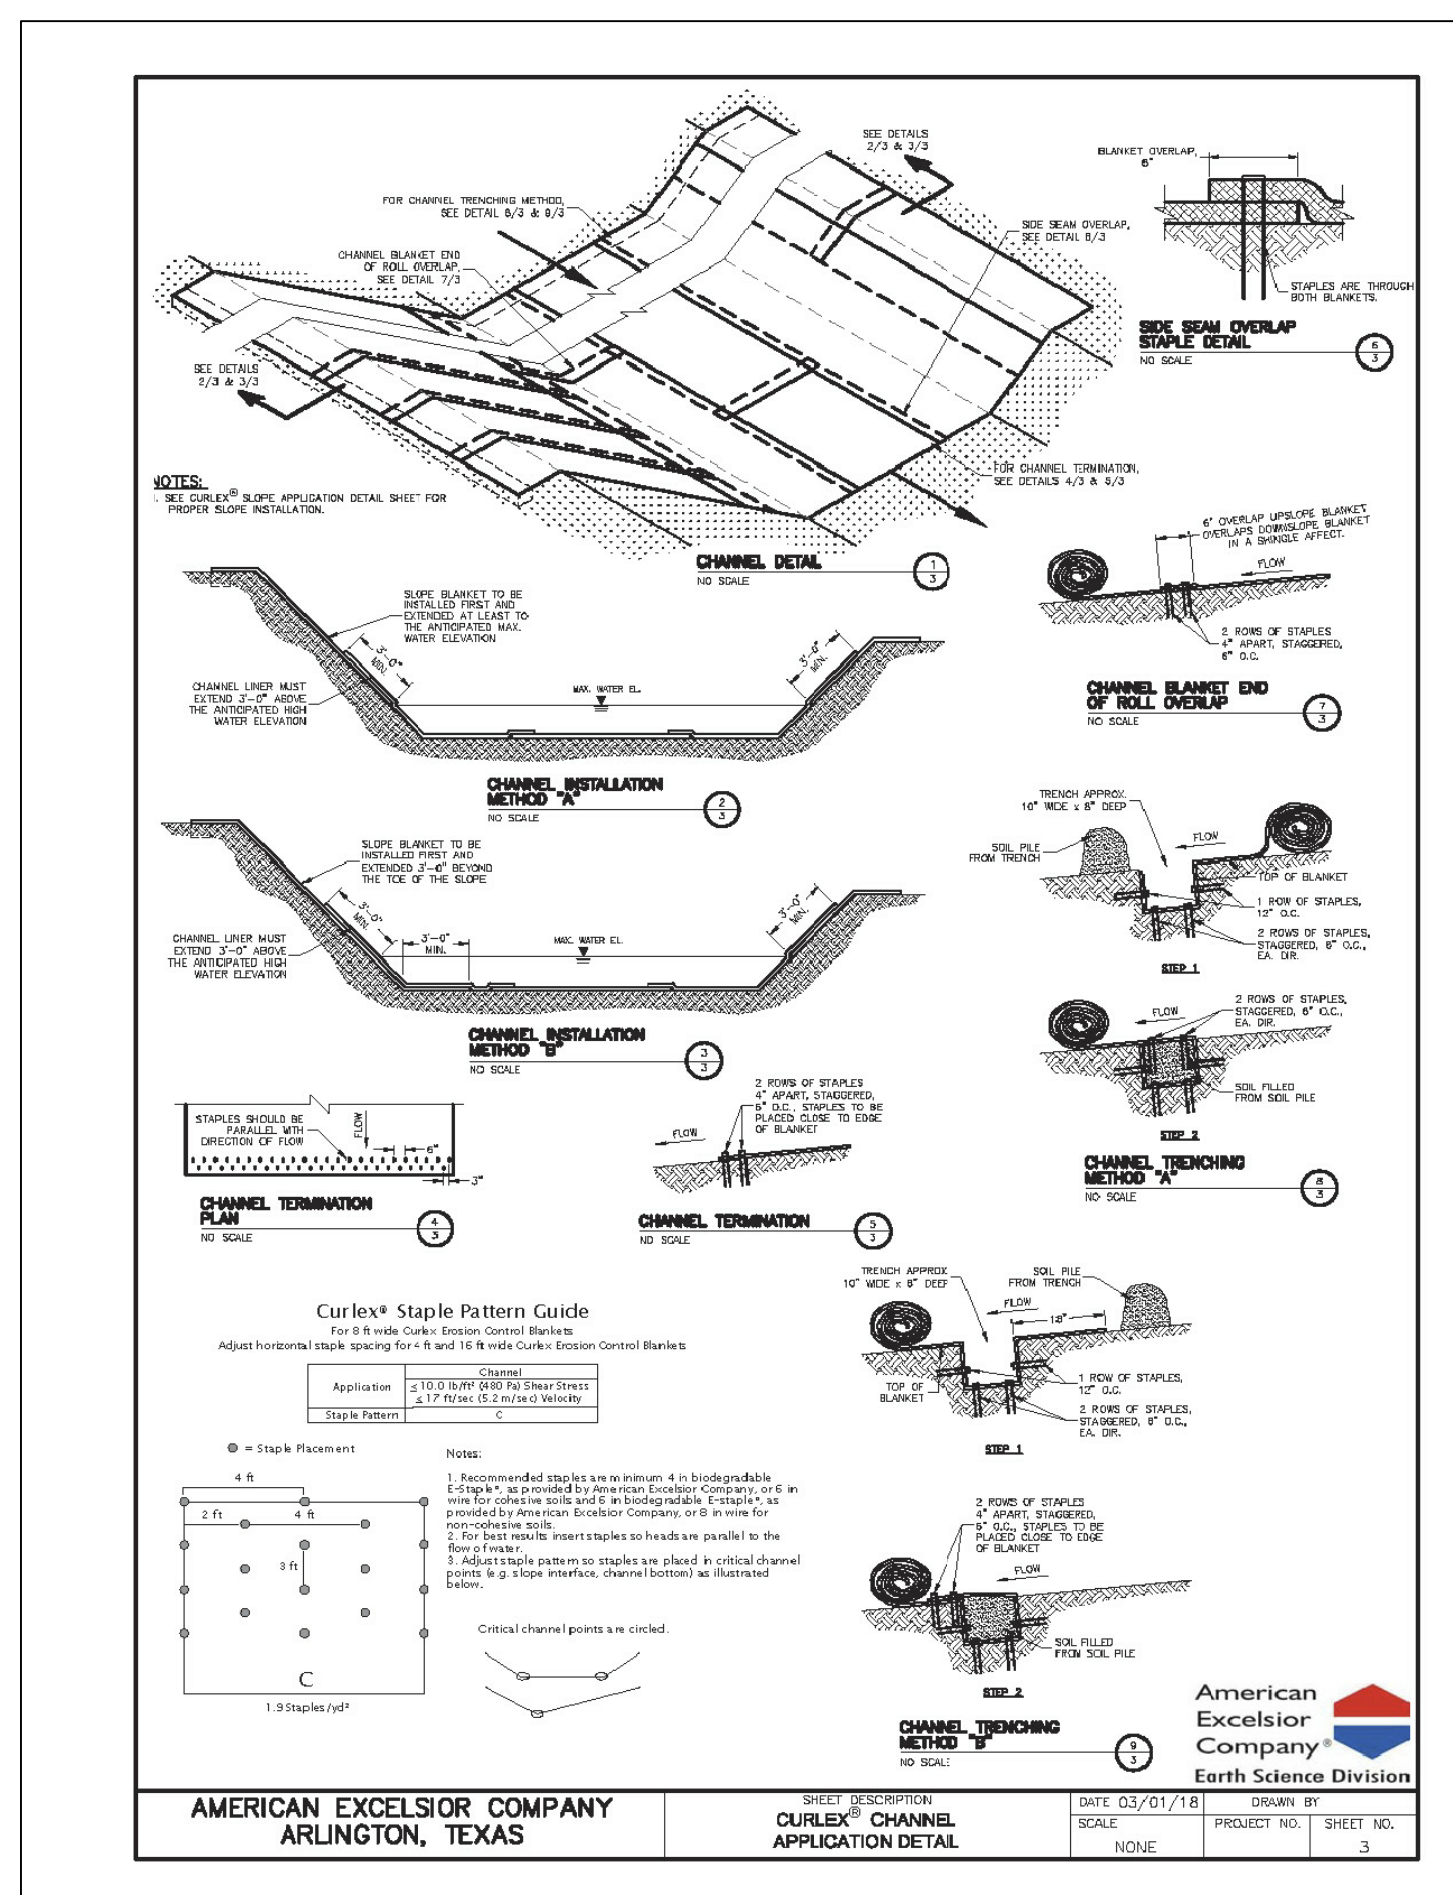 SEE DETAILS
2/3 & 3/3
FOR CHANNEL TRENCHING METHOD,
SEE DETAIL 8/3 & 9/3
CHANNEL BLANKET END
OF ROLL OVERLAP,
SEE DETAIL 7/3
SIDE SEAM OVERLAP,
SEE DETAIL 6/3
SEE DETAILS
2/3 & 3/3
FOR CHANNEL TERMINATION,
SEE DETAILS 4/3 & 5/3
NOTES:
1. SEE CURLEX® SLOPE APPLICATION DETAIL SHEET FOR
PROPER SLOPE INSTALLATION.
CHANNEL DETAIL
NO SCALE
1
3
BLANKET OVERLAP,
6"
STAPLES ARE THROUGH
BOTH BLANKETS.
SIDE SEAM OVERLAP
STAPLE DETAIL
NO SCALE
6
3
SLOPE BLANKET TO BE
INSTALLED FIRST AND
EXTENDED AT LEAST TO
THE ANTICIPATED MAX.
WATER ELEVATION
3'-0"
MIN.
3'-0"
MIN.
CHANNEL LINER MUST
EXTEND 3'-0" ABOVE
THE ANTICIPATED HIGH
WATER ELEVATION
MAX. WATER EL.
CHANNEL INSTALLATION
METHOD "A"
NO SCALE
2
3
6" OVERLAP UPSLOPE BLANKET
OVERLAPS DOWNSLOPE BLANKET
IN A SHINGLE AFFECT.
FLOW
2 ROWS OF STAPLES
4" APART, STAGGERED,
6" O.C.
CHANNEL BLANKET END
OF ROLL OVERLAP
NO SCALE
7
3
SLOPE BLANKET TO BE
INSTALLED FIRST AND
EXTENDED 3'-0" BEYOND
THE TOE OF THE SLOPE
3'-0"
MIN.
3'-0"
MIN.
3'-0"
MIN.
CHANNEL LINER MUST
EXTEND 3'-0" ABOVE
THE ANTICIPATED HIGH
WATER ELEVATION
MAX. WATER EL.
CHANNEL INSTALLATION
METHOD "B"
NO SCALE
3
3
TRENCH APPROX.
10" WIDE x 8" DEEP
FLOW
SOIL PILE
FROM TRENCH
TOP OF BLANKET
1 ROW OF STAPLES,
12" O.C.
2 ROWS OF STAPLES,
STAGGERED, 6" O.C.,
EA. DIR.
STEP 1
FLOW
2 ROWS OF STAPLES,
STAGGERED, 6" O.C.,
EA. DIR.
SOIL FILLED
FROM SOIL PILE
STEP 2
CHANNEL TRENCHING
METHOD "A"
NO SCALE
8
3
STAPLES SHOULD BE
PARALLEL WITH
DIRECTION OF FLOW
FLOW
6"
3"
CHANNEL TERMINATION
PLAN
NO SCALE
4
3
2 ROWS OF STAPLES
4" APART, STAGGERED,
6" O.C., STAPLES TO BE
PLACED CLOSE TO EDGE
OF BLANKET
FLOW
CHANNEL TERMINATION
NO SCALE
5
3
Curlex® Staple Pattern Guide
For 8 ft wide Curlex Erosion Control Blankets
Adjust horizontal staple spacing for 4 ft and 16 ft wide Curlex Erosion Control Blankets
Application
Channel
≤ 10.0 lb/ft² (480 Pa) Shear Stress
≤ 17 ft/sec (5.2 m/sec) Velocity
Staple Pattern
C
= Staple Placement
4 ft
2 ft
4 ft
3 ft
C
1.9 Staples/yd²
Notes:
1. Recommended staples are minimum 4 in biodegradable
E-Staple®, as provided by American Excelsior Company, or 6 in
wire for cohesive soils and 6 in biodegradable E-staple®, as
provided by American Excelsior Company, or 8 in wire for
non-cohesive soils.
2. For best results insert staples so heads are parallel to the
flow of water.
3. Adjust staple pattern so staples are placed in critical channel
points (e.g. slope interface, channel bottom) as illustrated
below.
Critical channel points are circled.
TRENCH APPROX
10" WIDE x 8" DEEP
SOIL PILE
FROM TRENCH
FLOW
18"
TOP OF
BLANKET
1 ROW OF STAPLES,
12" O.C.
2 ROWS OF STAPLES,
STAGGERED, 6" O.C.,
EA. DIR.
STEP 1
2 ROWS OF STAPLES
4" APART, STAGGERED,
6" O.C., STAPLES TO BE
PLACED CLOSE TO EDGE
OF BLANKET
FLOW
SOIL FILLED
FROM SOIL PILE
STEP 2
CHANNEL TRENCHING
METHOD "B"
NO SCALE
9
3
American
Excelsior
Company®
Earth Science Division
AMERICAN EXCELSIOR COMPANY
ARLINGTON, TEXAS
SHEET DESCRIPTION
CURLEX® CHANNEL
APPLICATION DETAIL
DATE 03/01/18
DRAWN BY
SCALE
NONE
PROJECT NO.
SHEET NO.
3